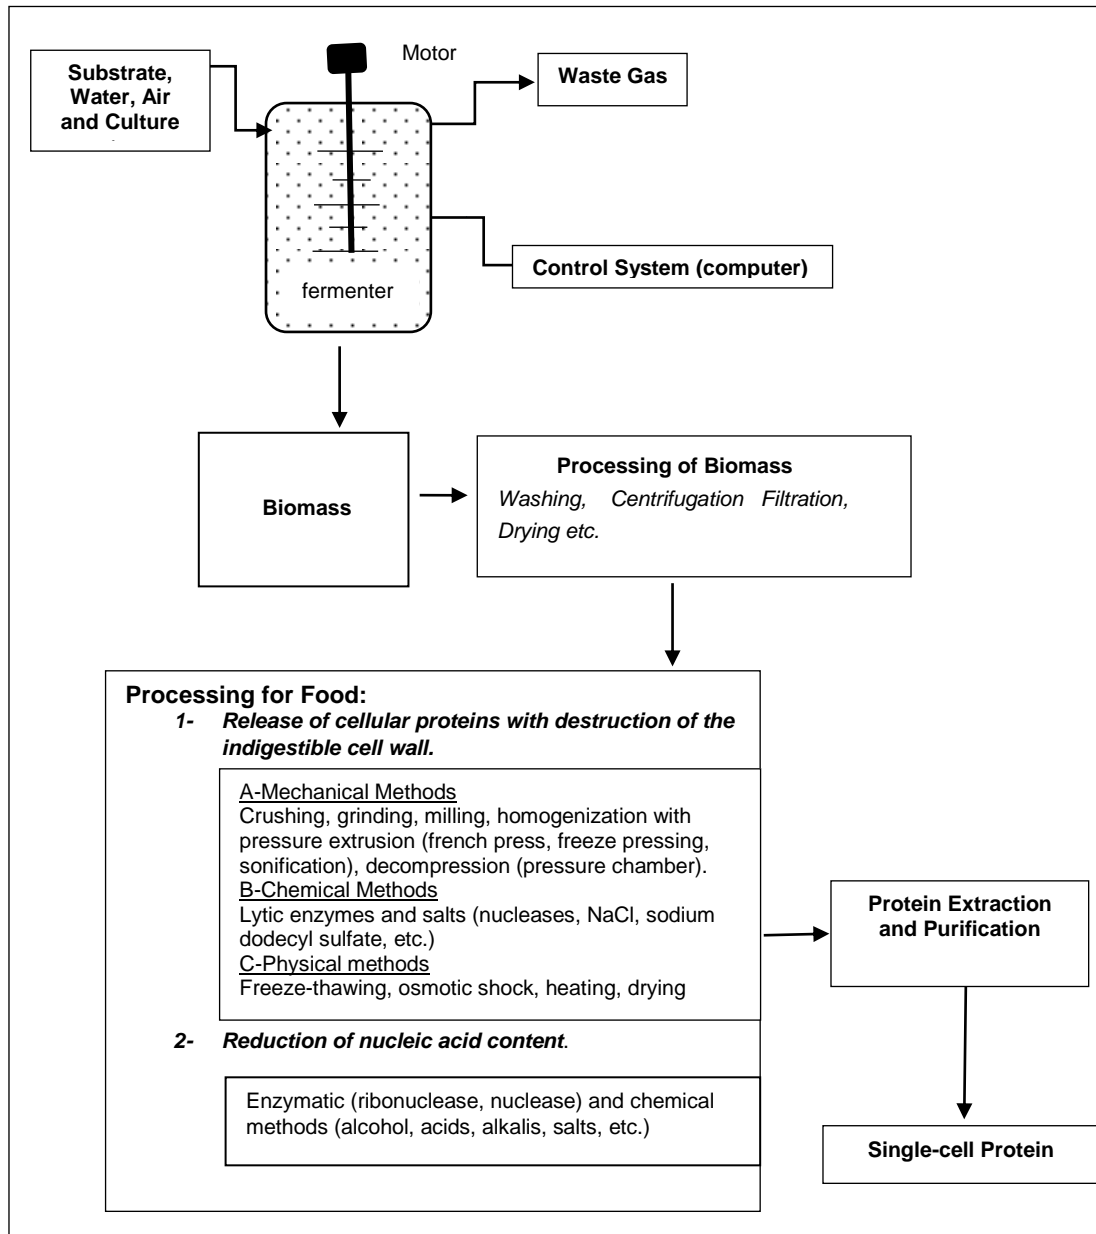 Motor
Substrate,
Water, Air
and Culture
Waste Gas
Control System (computer)
fermenter
Biomass
Processing of Biomass
Washing, Centrifugation Filtration,
Drying etc.
Processing for Food:
1- Release of cellular proteins with destruction of the
indigestible cell wall.
A-Mechanical Methods
Crushing, grinding, milling, homogenization with
pressure extrusion (french press, freeze pressing,
sonification), decompression (pressure chamber).
B-Chemical Methods
Lytic enzymes and salts (nucleases, NaCl, sodium
dodecyl sulfate, etc.)
C-Physical methods
Freeze-thawing, osmotic shock, heating, drying
2- Reduction of nucleic acid content.
Enzymatic (ribonuclease, nuclease) and chemical
methods (alcohol, acids, alkalis, salts, etc.)
Protein Extraction
and Purification
Single-cell Protein